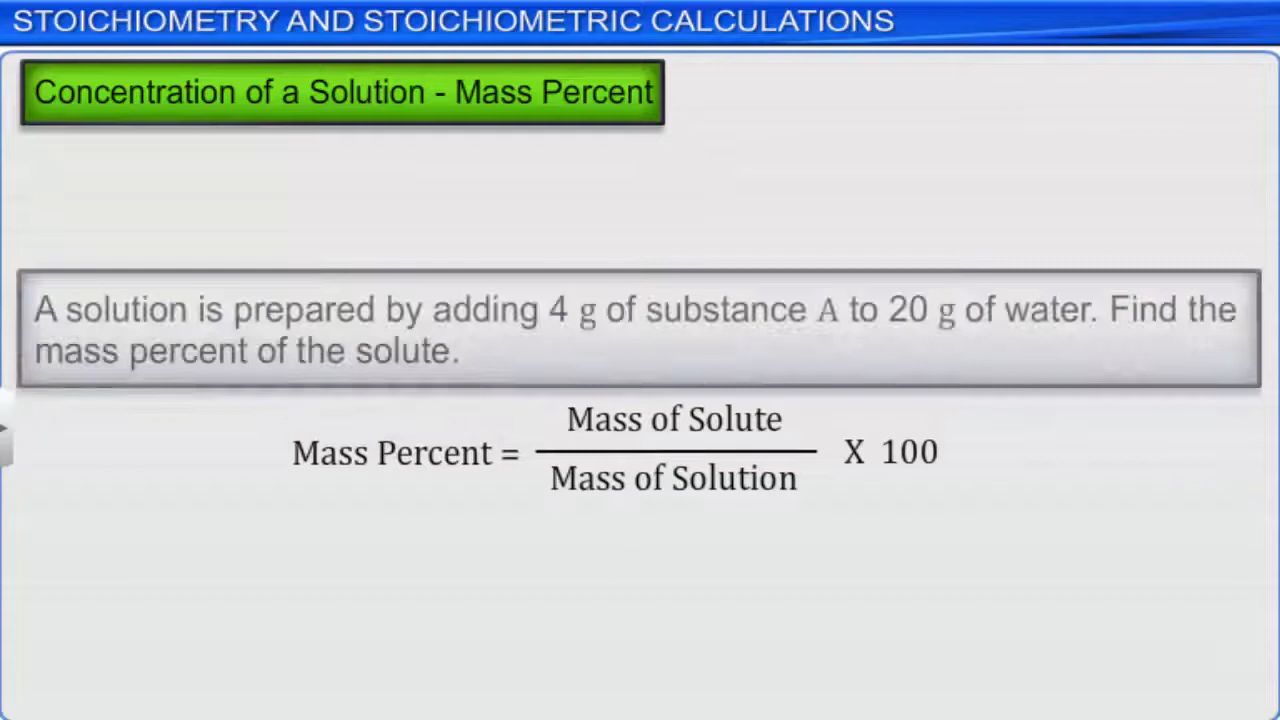 STOICHIOMETRY AND STOICHIOMETRIC CALCULATIONS
Concentration of a Solution - Mass Percent
A solution is prepared by adding 4 g of substance A to 20 g of water. Find the
mass percent of the solute.
Mass of Solute
Mass Percent = X 100
Mass of Solution